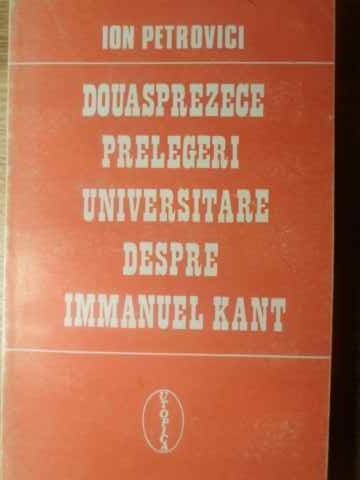 ION PETROVICI
DOUASPREZECE
PRELEGERI
UNIVERSITARE
DESPRE
IMMANUEL KANT
UTOPICA